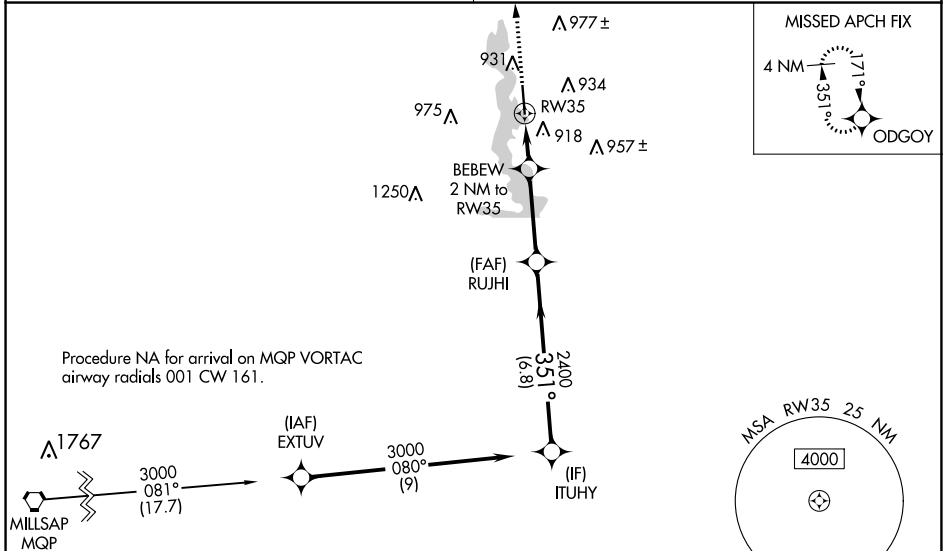 977 ±
931
934
975
RW35
918
957 ±
BEBEW
2 NM to
RW35
1250
(FAF)
RUJHI
MISSED APCH FIX
4 NM
171°
351°
ODGOY
Procedure NA for arrival on MQP VORTAC
airway radials 001 CW 161.
2400
351°
(6.8)
(IAF)
EXTUV
1767
3000
081°
(17.7)
MILLSAP
MQP
3000
080°
(9)
(IF)
ITUHY
MSA RW35 25 NM
4000